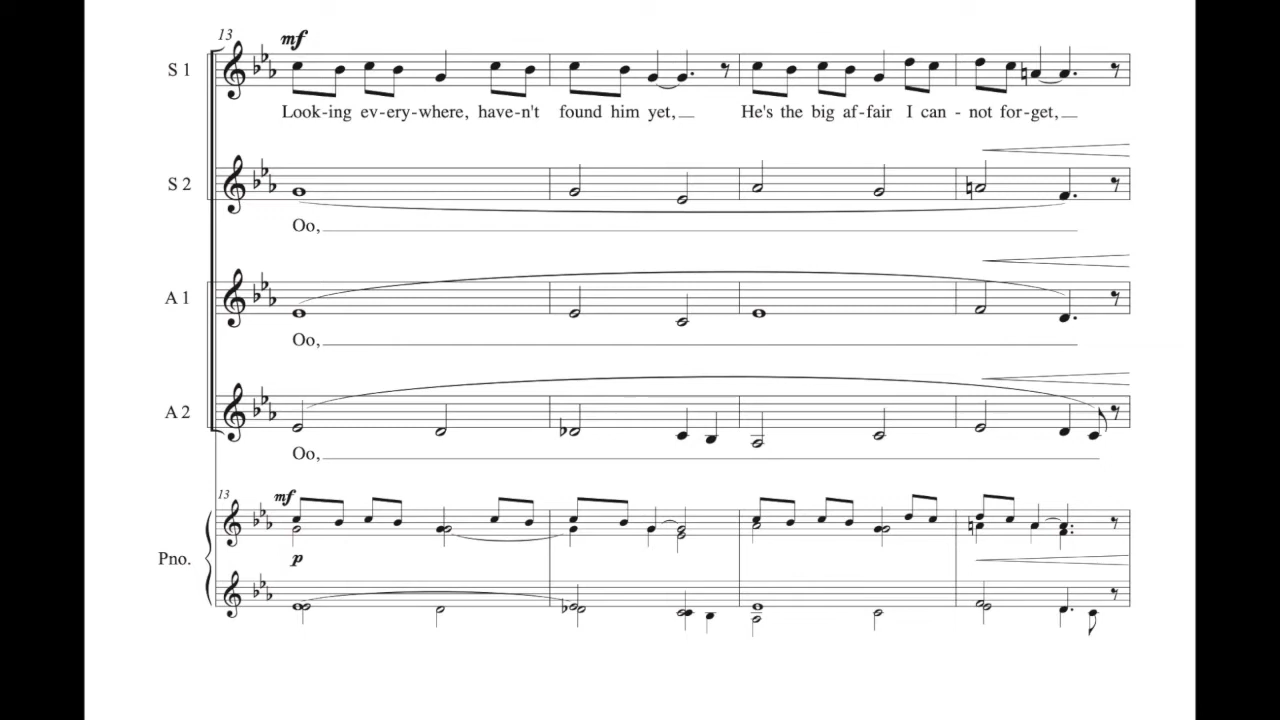 13
mf
S 1
Look-ing ev-ery-where, have-n't found him yet, He's the big af-fair I can - not for-get,
S 2
Oo,
A 1
Oo,
A 2
Oo,
13
mf
Pno.
p